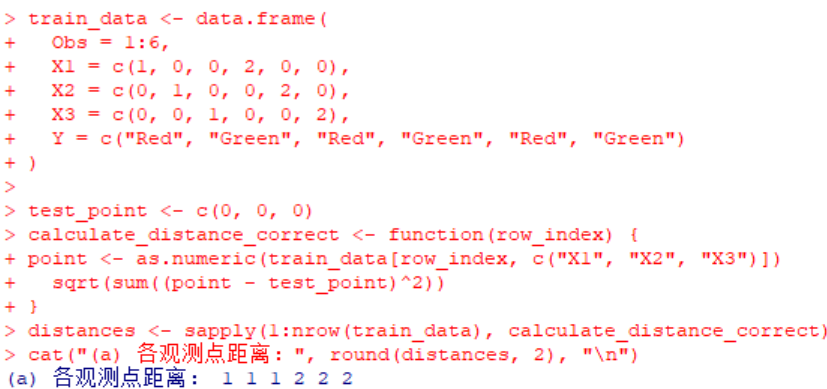 > train_data <- data.frame(
+   Obs = 1:6,
+   X1 = c(1, 0, 0, 2, 0, 0),
+   X2 = c(0, 1, 0, 0, 2, 0),
+   X3 = c(0, 0, 1, 0, 0, 2),
+   Y = c("Red", "Green", "Red", "Green", "Red", "Green")
+ )
>
> test_point <- c(0, 0, 0)
> calculate_distance_correct <- function(row_index) {
+ point <- as.numeric(train_data[row_index, c("X1", "X2", "X3")])
+   sqrt(sum((point - test_point)^2))
+ }
> distances <- sapply(1:nrow(train_data), calculate_distance_correct)
> cat("(a) 各观测点距离：", round(distances, 2), "\n")
(a) 各观测点距离： 1 1 1 2 2 2